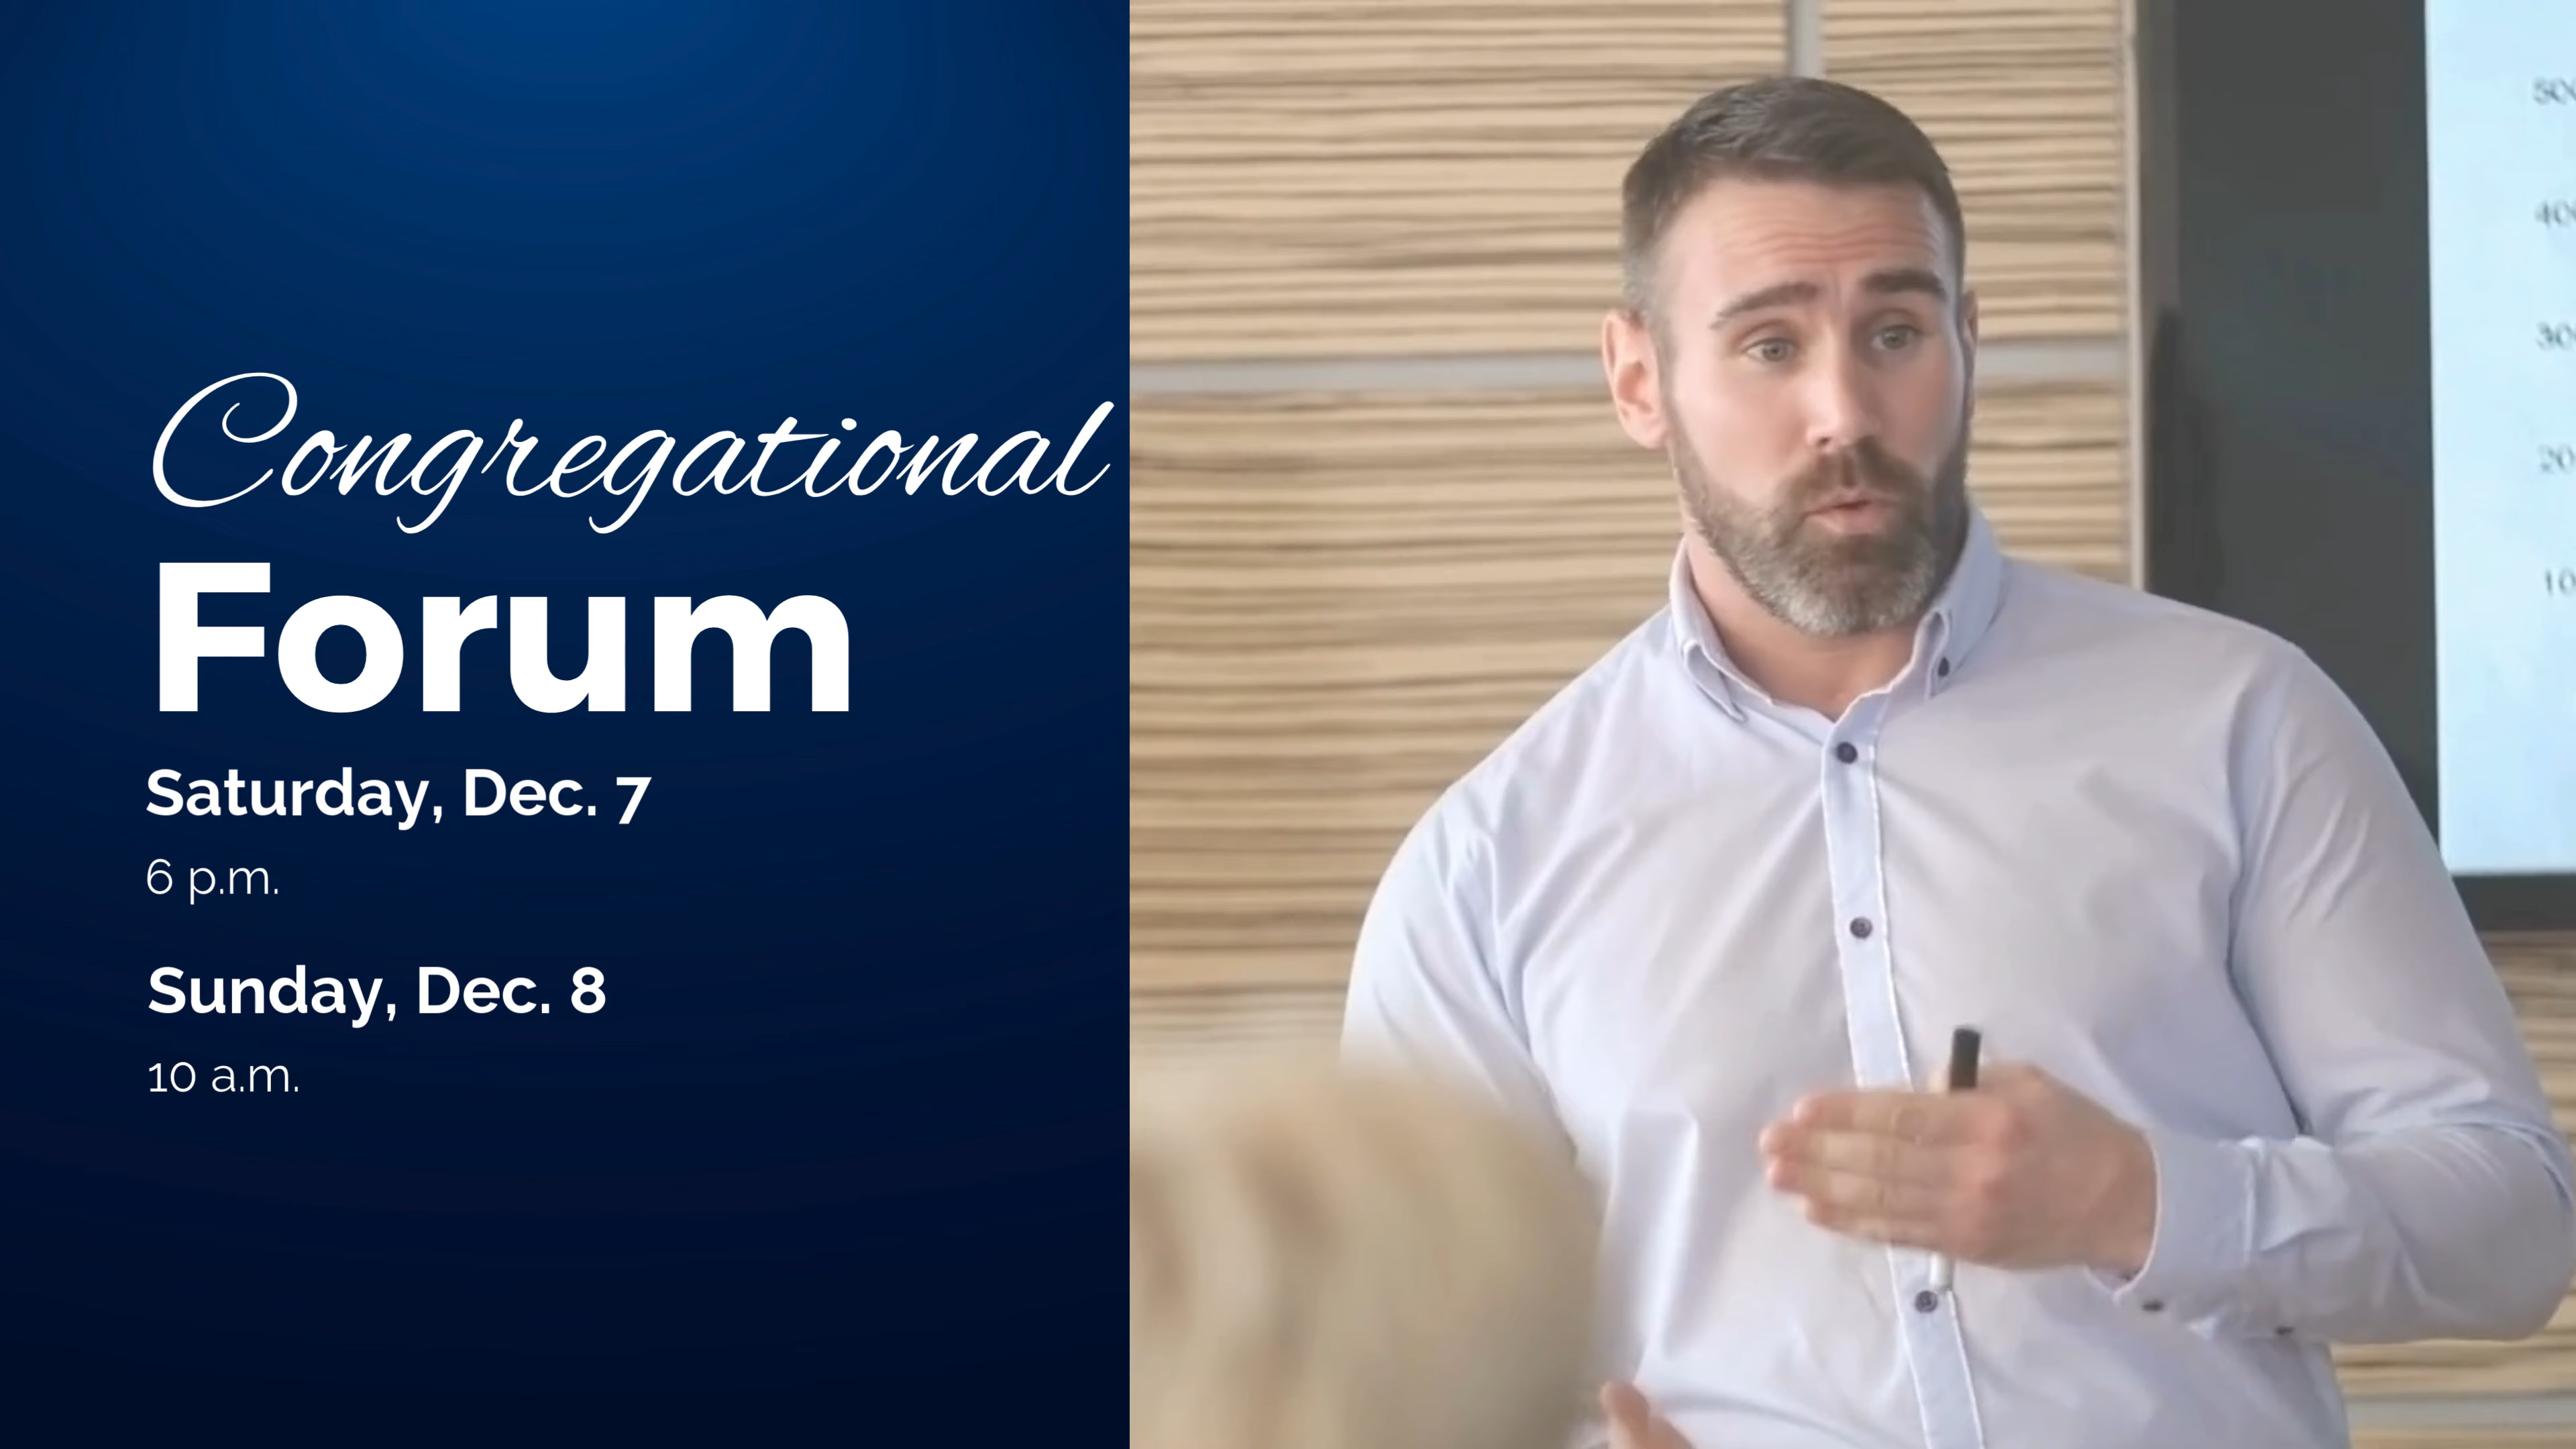 Congregational
Forum
Saturday, Dec. 7
6 p.m.
Sunday, Dec. 8
10 a.m.